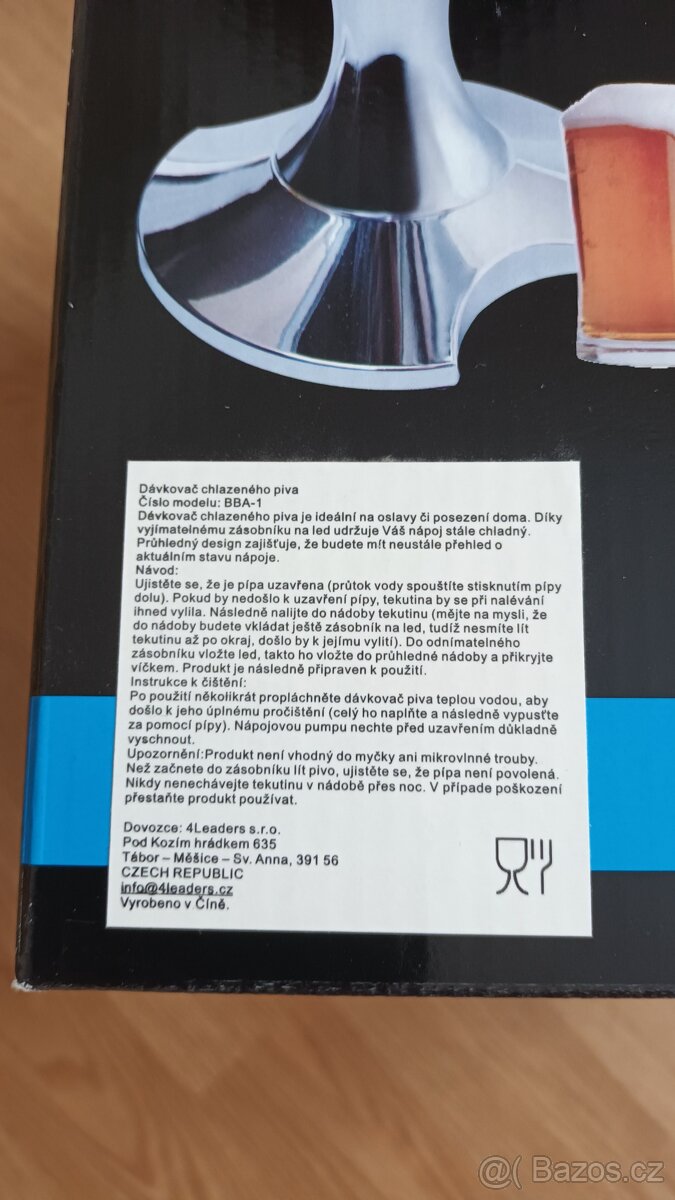 Dávkovač chlazeného piva
Číslo modelu: BBA-1
Dávkovač chlazeného piva je ideální na oslavy či posezení doma. Díky
vyjímatelnému zásobníku na led udržuje Váš nápoj stále chladný.
Průhledný design zajišťuje, že budete mít neustále přehled o
aktuálním stavu nápoje.
Návod:
Ujistěte se, že je pípa uzavřena (průtok vody spouštíte stisknutím pípy
dolu). Pokud by nedošlo k uzavření pípy, tekutina by se při nalévání
ihned vylila. Následně nalijte do nádoby tekutinu (mějte na mysli, že
do nádoby budete vkládat ještě zásobník na led, tudíž nesmíte lít
tekutinu až po okraj, došlo by k jejímu vylití). Do odnímatelného
zásobníku vložte led, takto ho vložte do průhledné nádoby a přikryjte
víčkem. Produkt je následně připraven k použití.
Instrukce k čištění:
Po použití několikrát propláchněte dávkovač piva teplou vodou, aby
došlo k jeho úplnému pročištění (celý ho naplňte a následně vypusťte
za pomocí pípy). Nápojovou pumpu nechte před uzavřením důkladně
vyschnout.
Upozornění:Produkt není vhodný do myčky ani mikrovlnné trouby.
Než začnete do zásobníku lít pivo, ujistěte se, že pípa není povolená.
Nikdy nenechávejte tekutinu v nádobě přes noc. V případe poškození
přestaňte produkt používat.
Dovozce: 4Leaders s.r.o.
Pod Kozím hrádkem 635
Tábor – Měšice – Sv. Anna, 391 56
CZECH REPUBLIC
info@4leaders.cz
Vyrobeno v Číně.
@( Bazos.cz